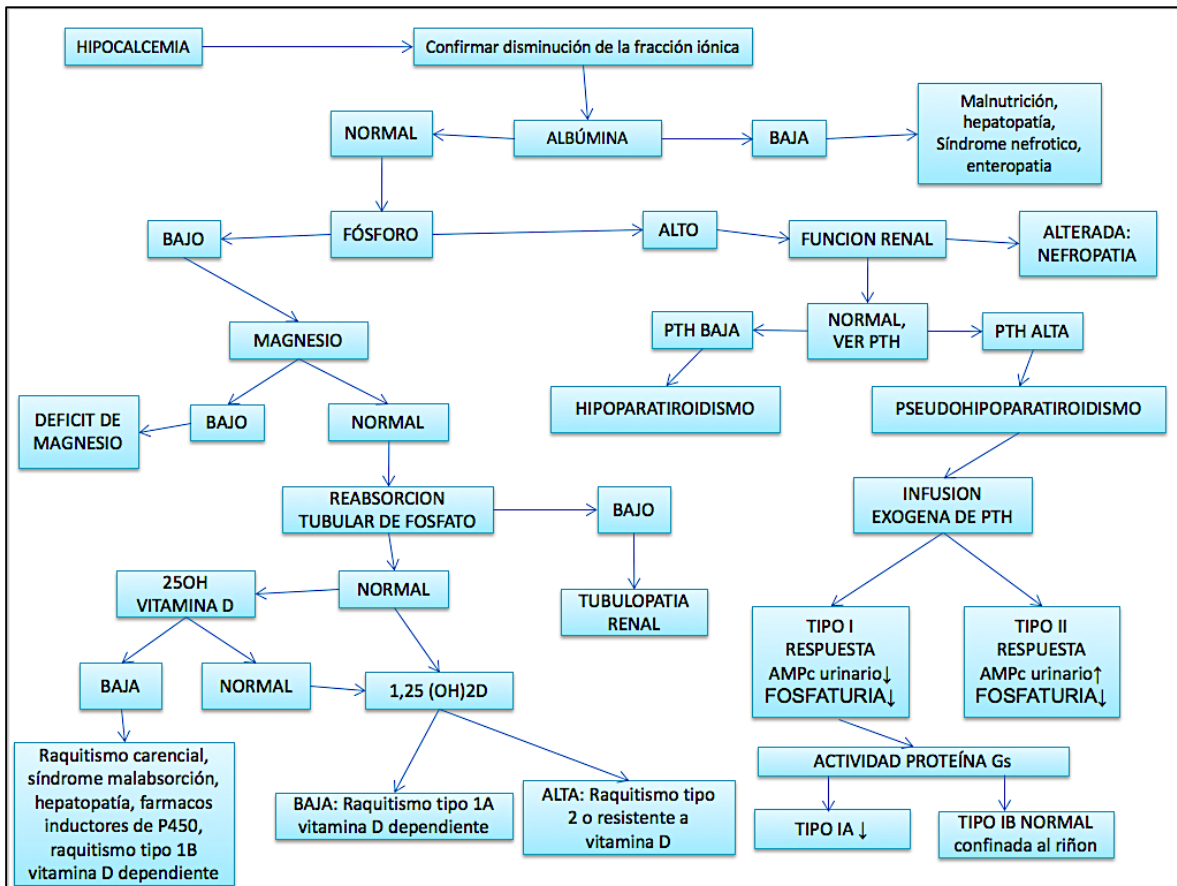 HIPOCALCEMIA
Confirmar disminución de la fracción iónica
NORMAL
ALBÚMINA
BAJA
Malnutrición,
hepatopatía,
Síndrome nefrotico,
enteropatia
BAJO
FÓSFORO
ALTO
FUNCION RENAL
ALTERADA:
NEFROPATIA
MAGNESIO
PTH BAJA
NORMAL,
VER PTH
PTH ALTA
DEFICIT DE
MAGNESIO
BAJO
NORMAL
HIPOPARATIROIDISMO
PSEUDOHIPOPARATIROIDISMO
REABSORCION
TUBULAR DE FOSFATO
BAJO
INFUSION
EXOGENA DE PTH
25OH
VITAMINA D
NORMAL
TUBULOPATIA
RENAL
TIPO I
RESPUESTA
AMPc urinario↓
FOSFATURIA↓
TIPO II
RESPUESTA
AMPc urinario↑
FOSFATURIA↓
BAJA
NORMAL
1,25 (OH)2D
Raquitismo carencial,
síndrome malabsorción,
hepatopatía, farmacos
inductores de P450,
raquitismo tipo 1B
vitamina D dependiente
BAJA: Raquitismo tipo 1A
vitamina D dependiente
ALTA: Raquitismo tipo
2 o resistente a
vitamina D
ACTIVIDAD PROTEÍNA Gs
TIPO IA ↓
TIPO IB NORMAL
confinada al riñon